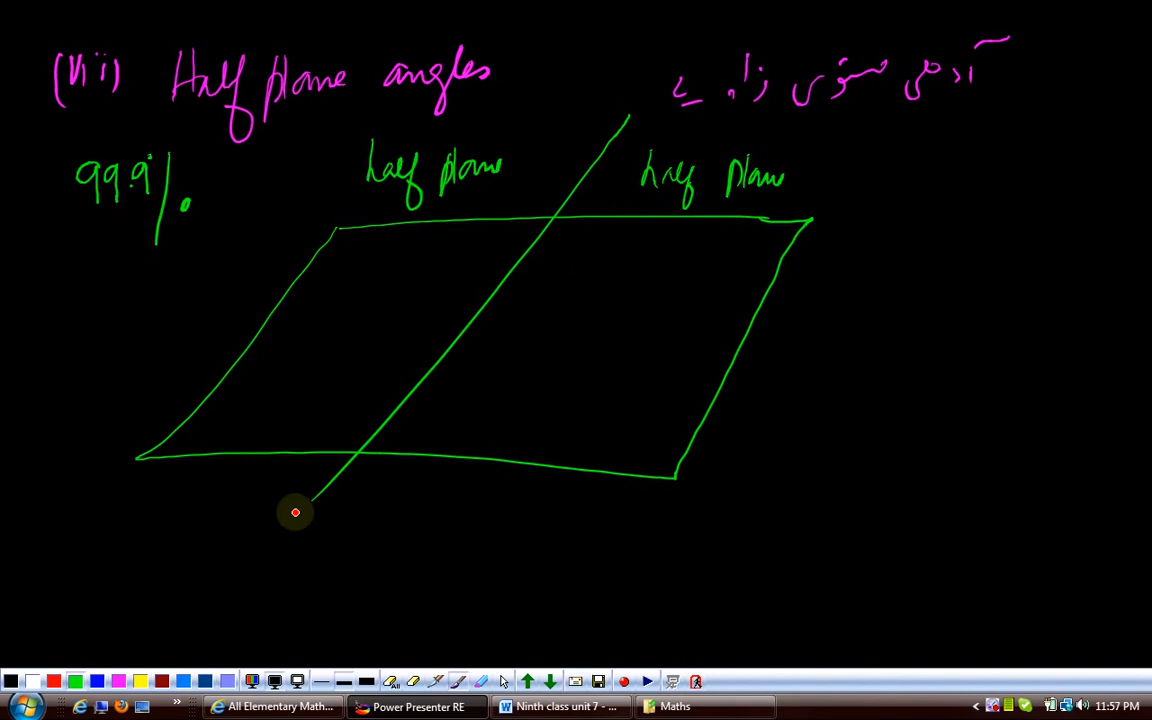 (vii) Half plane angles آدھی مستوی زاویے
99.9%
half plane half plane
All Elementary Math... Power Presenter RE Ninth class unit 7 - ... Maths 11:57 PM